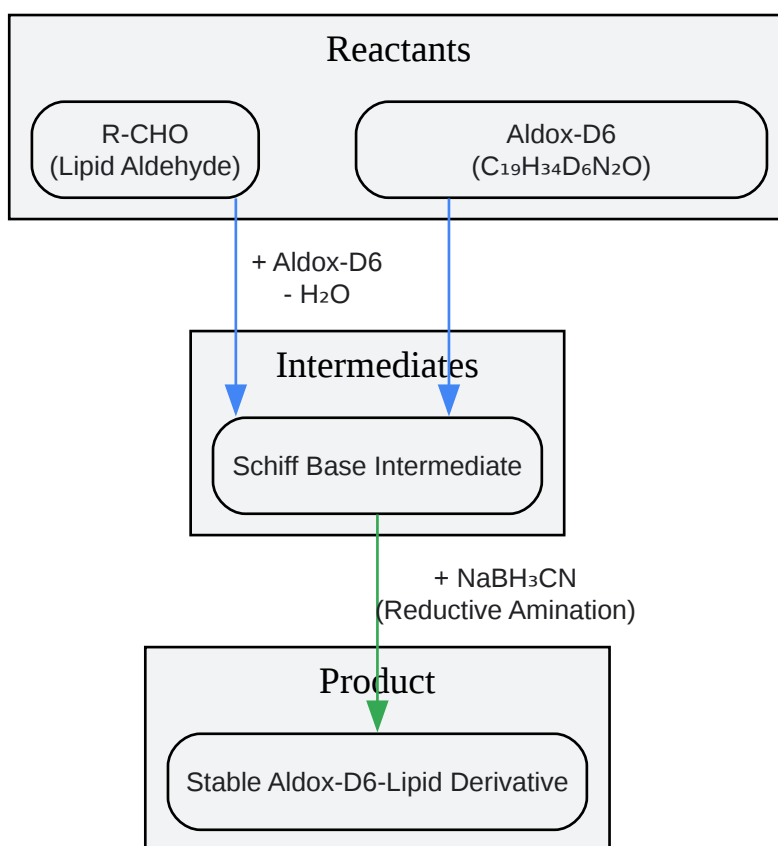 Reactants
R-CHO
(Lipid Aldehyde)
Aldox-D6
(C₁₉H₃₄D₆N₂O)
+ Aldox-D6
- H₂O
Intermediates
Schiff Base Intermediate
+ NaBH₃CN
(Reductive Amination)
Product
Stable Aldox-D6-Lipid Derivative